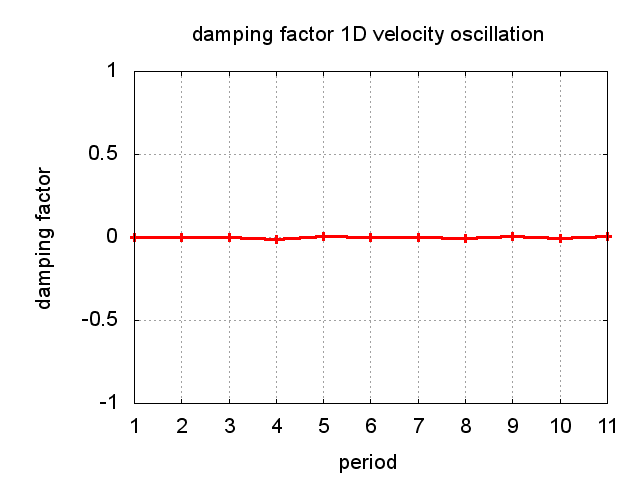 damping factor 1D velocity oscillation
1
0.5
0
-0.5
-1
damping factor
1 2 3 4 5 6 7 8 9 10 11
period